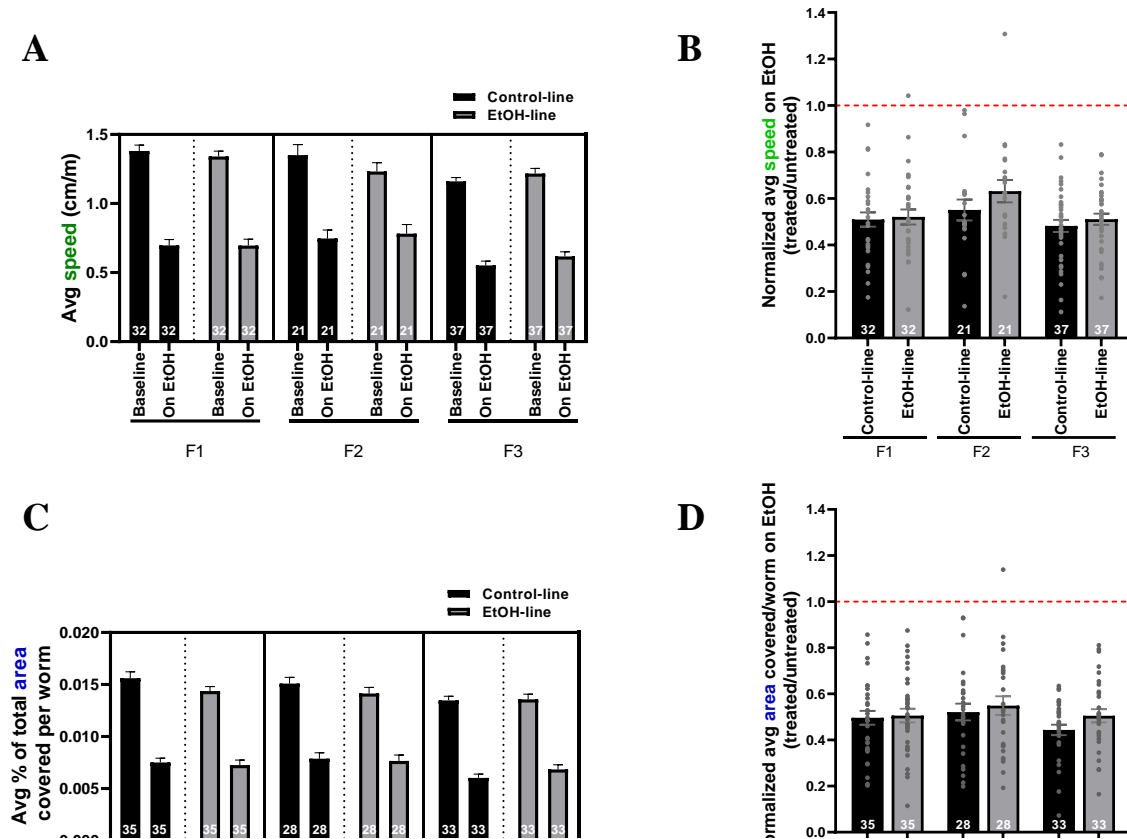 A
Control-line
EtOH-line
Avg speed (cm/m)
1.5
1.0
0.5
0.0
32 32 32 32 21 21 21 21 37 37 37 37
Baseline
On EtOH
Baseline
On EtOH
Baseline
On EtOH
Baseline
On EtOH
Baseline
On EtOH
Baseline
On EtOH
F1 F2 F3
B
Normalized avg speed on EtOH
(treated/untreated)
1.4
1.2
1.0
0.8
0.6
0.4
0.2
0.0
32 32 21 21 37 37
Control-line
EtOH-line
Control-line
EtOH-line
Control-line
EtOH-line
F1 F2 F3
C
Control-line
EtOH-line
Avg % of total area
covered per worm
0.020
0.015
0.010
0.005
35 35 35 35 28 28 28 28 33 33 33 33
D
avg area covered/worm on EtOH
(treated/untreated)
1.4
1.2
1.0
0.8
0.6
0.4
0.2
0.0
35 35 28 28 33 33